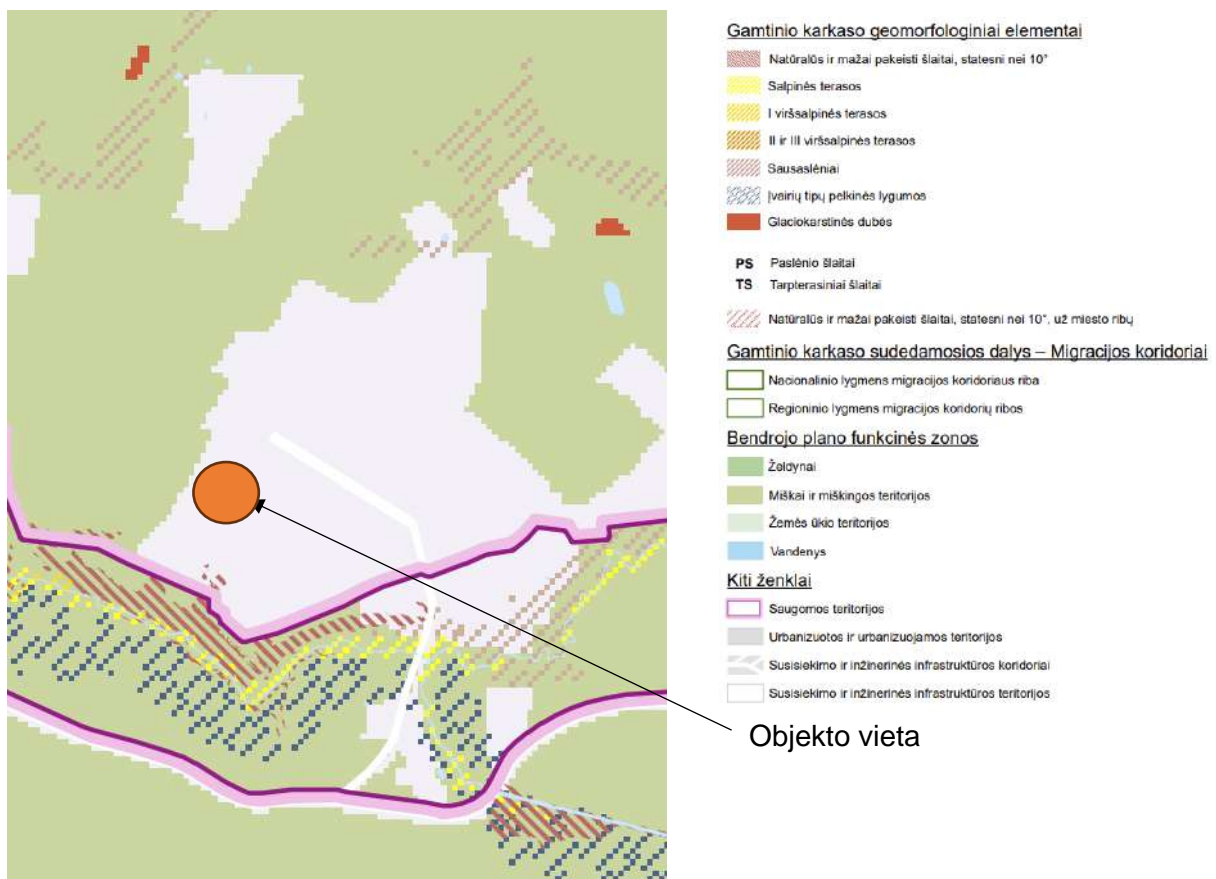 Gamtinio karkaso geomorfologiniai elementai
Natūralūs ir mažai pakeisti šlaitai, statesni nei 10°
Salpinės terasos
I viršsalpinės terasos
II ir III viršsalpinės terasos
Sausaslėniai
Įvairių tipų pelkinės lygumos
Glaciokarstinės dubės
PS Paslėnio šlaitai
TS Tarpterasiniai šlaitai
Natūralūs ir mažai pakeisti šlaitai, statesni nei 10°, už miesto ribų
Gamtinio karkaso sudedamosios dalys – Migracijos koridoriai
Nacionalinio lygmens migracijos koridoriaus riba
Regioninio lygmens migracijos koridorių ribos
Bendrojo plano funkcinės zonos
Želdynai
Miškai ir miškingos teritorijos
Žemės ūkio teritorijos
Vandenys
Kiti ženklai
Saugomos teritorijos
Urbanizuotos ir urbanizuojamos teritorijos
Susisiekimo ir inžinerinės infrastruktūros koridoriai
Susisiekimo ir inžinerinės infrastruktūros teritorijos
Objekto vieta